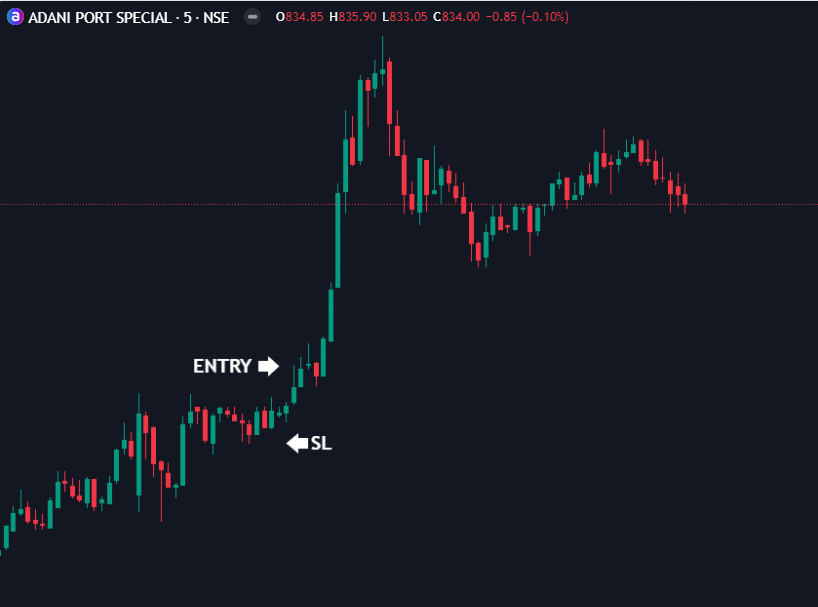 ADANI PORT SPECIAL · 5 · NSE O834.85 H835.90 L833.05 C834.00 −0.85 (−0.10%)
ENTRY
SL